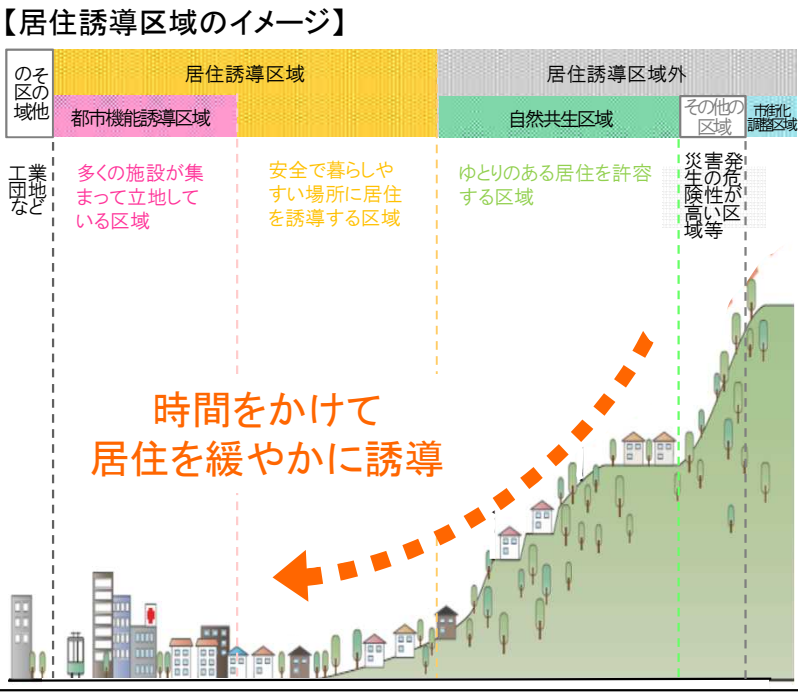 【居住誘導区域のイメージ】
その他
の区域
居住誘導区域
居住誘導区域外
都市機能誘導区域
自然共生区域
その他の
区域
市街化
調整区域
工業
団地
など
多くの施設が集
まって立地して
いる区域
安全で暮らしや
すい場所に居住
を誘導する区域
ゆとりのある居住を許容
する区域
災害発
生の危
険性が
高い区
域等
時間をかけて
居住を緩やかに誘導